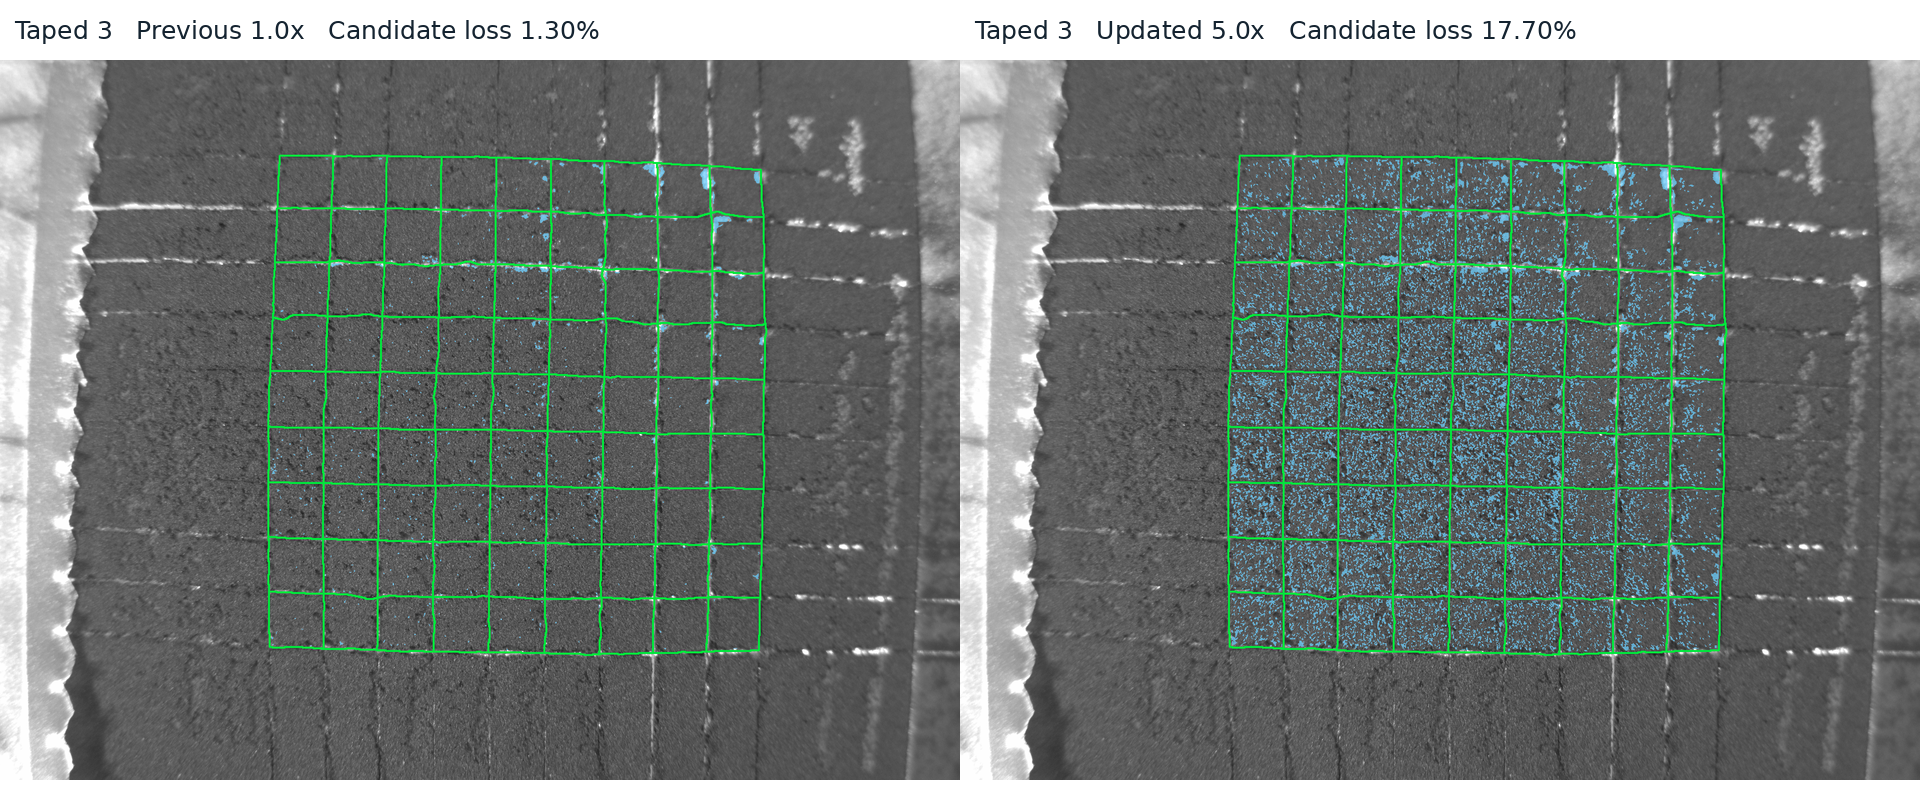 Taped 3 Previous 1.0x Candidate loss 1.30%
Taped 3 Updated 5.0x Candidate loss 17.70%